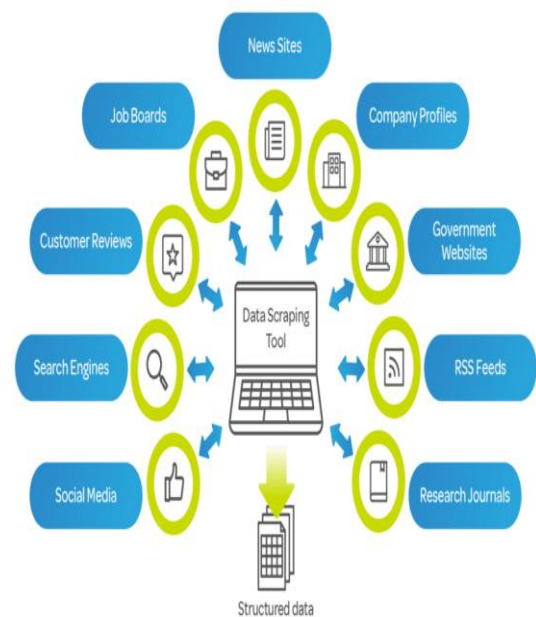 News Sites
Job Boards
Company Profiles
Customer Reviews
Government
Websites
Data Scraping
Tool
Search Engines
RSS Feeds
Social Media
Research Journals
Structured data